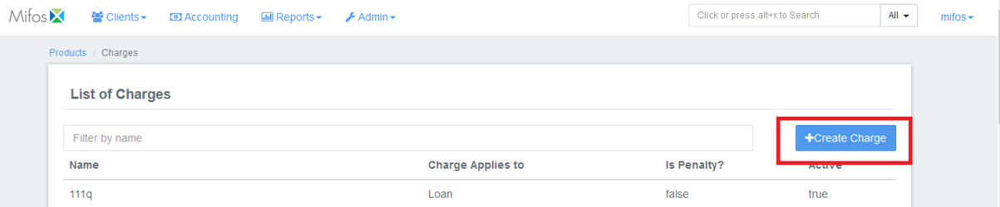 Mifos Clients Accounting Reports Admin Click or press alt+x to Search All mifos
Products / Charges
List of Charges
Filter by name +Create Charge
Name Charge Applies to Is Penalty? Active
111q Loan false true